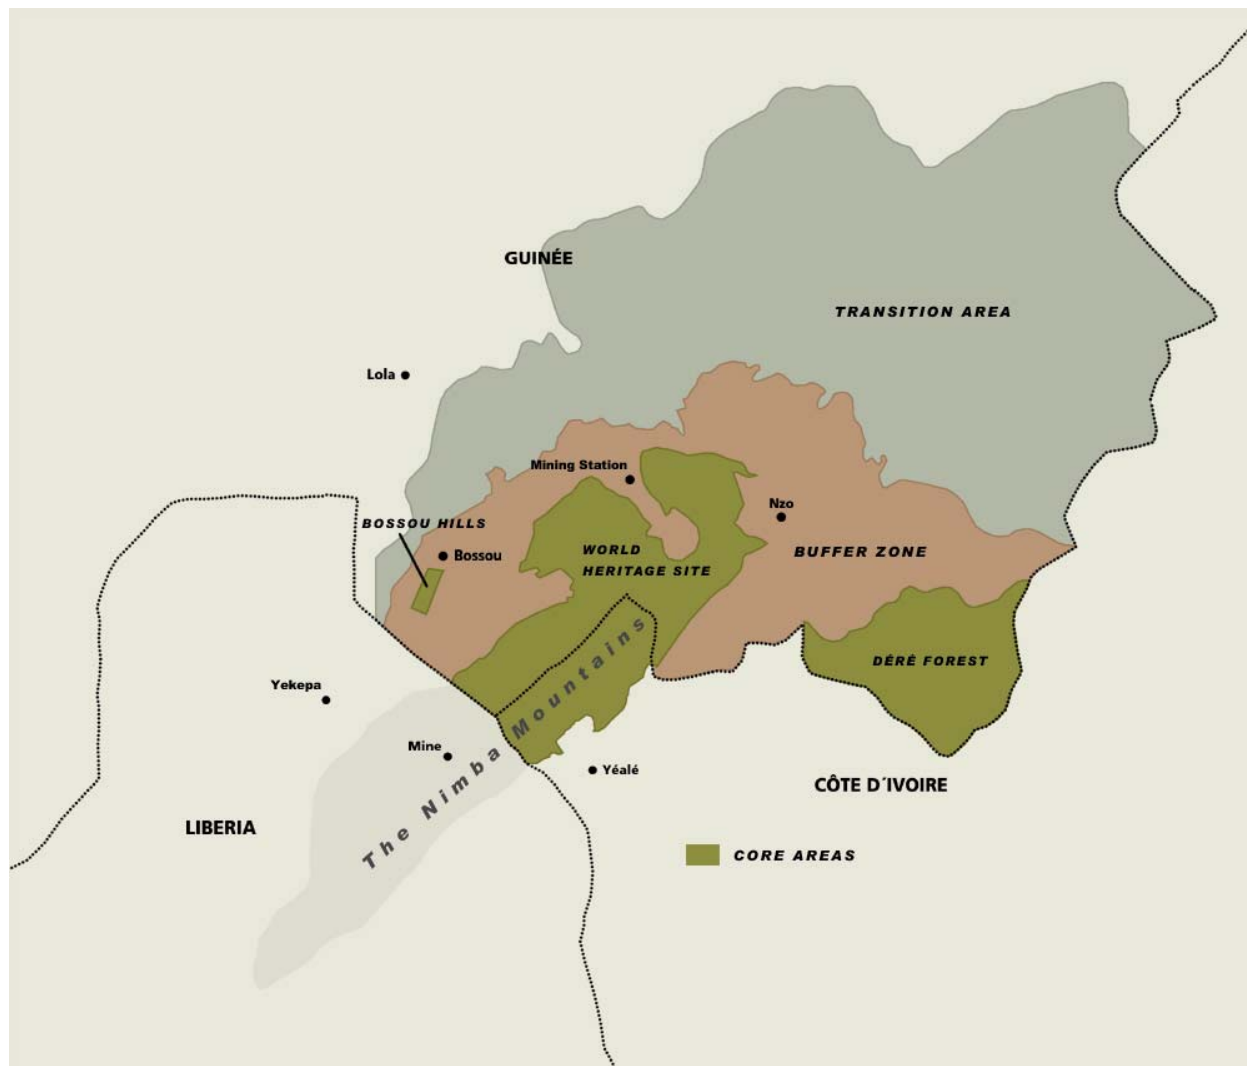 GUINÉE
TRANSITION AREA
Lola
Mining Station
Nzo
BOSSOU HILLS
Bossou
WORLD
HERITAGE SITE
BUFFER ZONE
DÉRÉ FOREST
Yekepa
The Nimba Mountains
Mine
Yéalé
CÔTE D´IVOIRE
LIBERIA
CORE AREAS